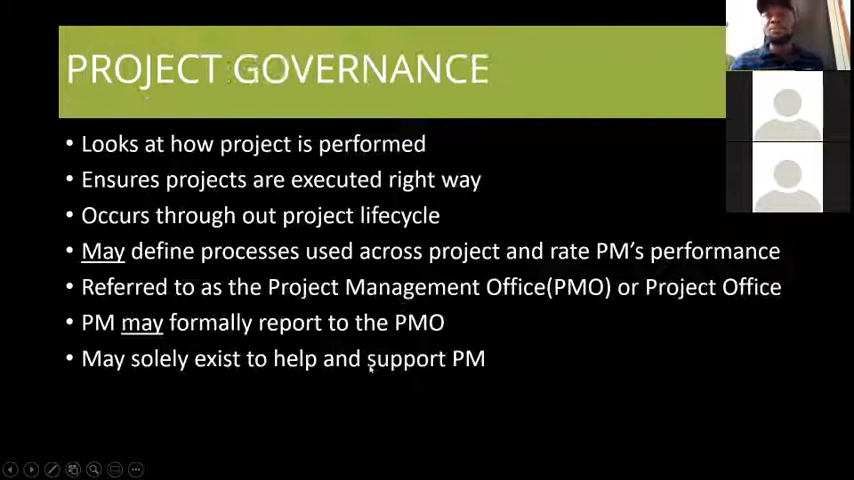 PROJECT GOVERNANCE
• Looks at how project is performed
• Ensures projects are executed right way
• Occurs through out project lifecycle
• May define processes used across project and rate PM’s performance
• Referred to as the Project Management Office(PMO) or Project Office
• PM may formally report to the PMO
• May solely exist to help and support PM